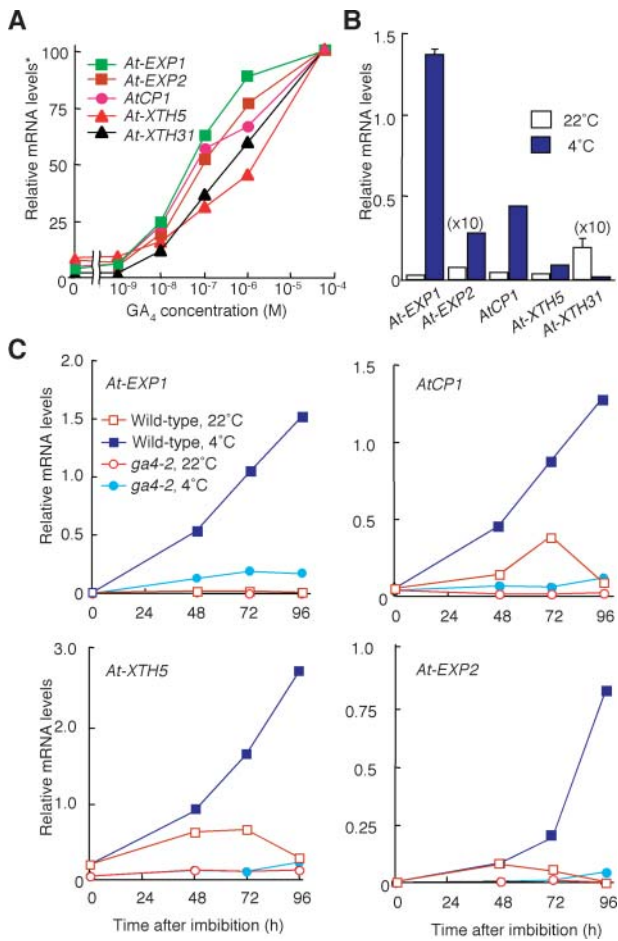 A
Relative mRNA levels*
100
75
50
25
0
At-EXP1
At-EXP2
AtCP1
At-XTH5
At-XTH31
0 10⁻⁹ 10⁻⁸ 10⁻⁷ 10⁻⁶ 10⁻⁵ 10⁻⁴
GA₄ concentration (M)
B
Relative mRNA levels
1.5
1.0
0.5
0
22°C
4°C
(x10)
(x10)
At-EXP1
At-EXP2
AtCP1
At-XTH5
At-XTH31
C
Relative mRNA levels
2.0
1.5
1.0
0.5
0
At-EXP1
Wild-type, 22°C
Wild-type, 4°C
ga4-2, 22°C
ga4-2, 4°C
0 24 48 72 96
1.5
1.0
0.5
0
AtCP1
0 24 48 72 96
Relative mRNA levels
3.0
2.0
1.0
0
At-XTH5
0 24 48 72 96
Time after imbibition (h)
1.0
0.75
0.5
0.25
0
At-EXP2
0 24 48 72 96
Time after imbibition (h)